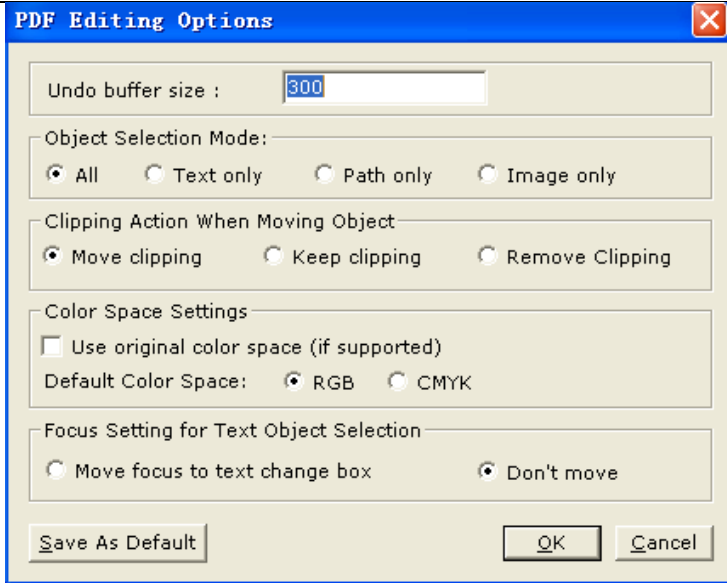 PDF Editing Options
Undo buffer size : 300
Object Selection Mode:
All Text only Path only Image only
Clipping Action When Moving Object
Move clipping Keep clipping Remove Clipping
Color Space Settings
Use original color space (if supported)
Default Color Space: RGB CMYK
Focus Setting for Text Object Selection
Move focus to text change box Don't move
Save As Default OK Cancel